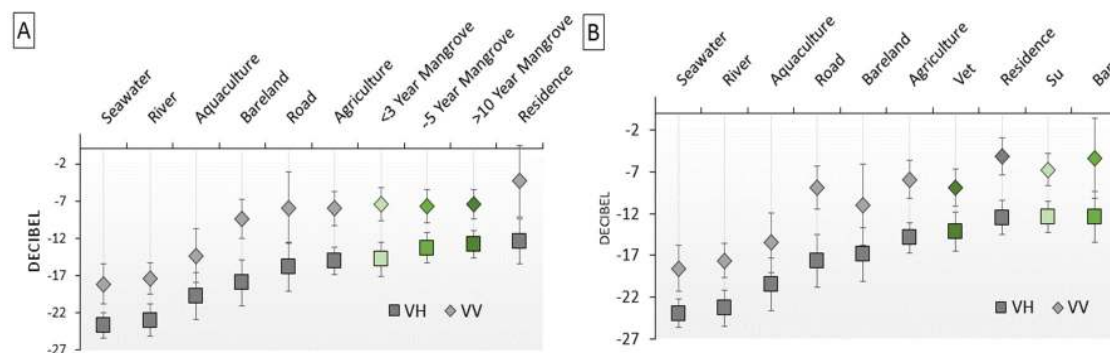 A
Seawater
River
Aquaculture
Bareland
Road
Agriculture
<3 Year Mangrove
-5 Year Mangrove
>10 Year Mangrove
Residence
DECIBEL
-2
-7
-12
-17
-22
-27
VH
VV
B
Seawater
River
Aquaculture
Road
Bareland
Agriculture
Vet
Residence
Su
Ban
DECIBEL
-2
-7
-12
-17
-22
-27
VH
VV